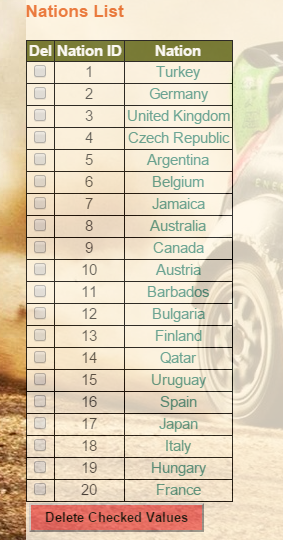 Nations List
Del Nation ID Nation
1 Turkey
2 Germany
3 United Kingdom
4 Czech Republic
5 Argentina
6 Belgium
7 Jamaica
8 Australia
9 Canada
10 Austria
11 Barbados
12 Bulgaria
13 Finland
14 Qatar
15 Uruguay
16 Spain
17 Japan
18 Italy
19 Hungary
20 France
Delete Checked Values